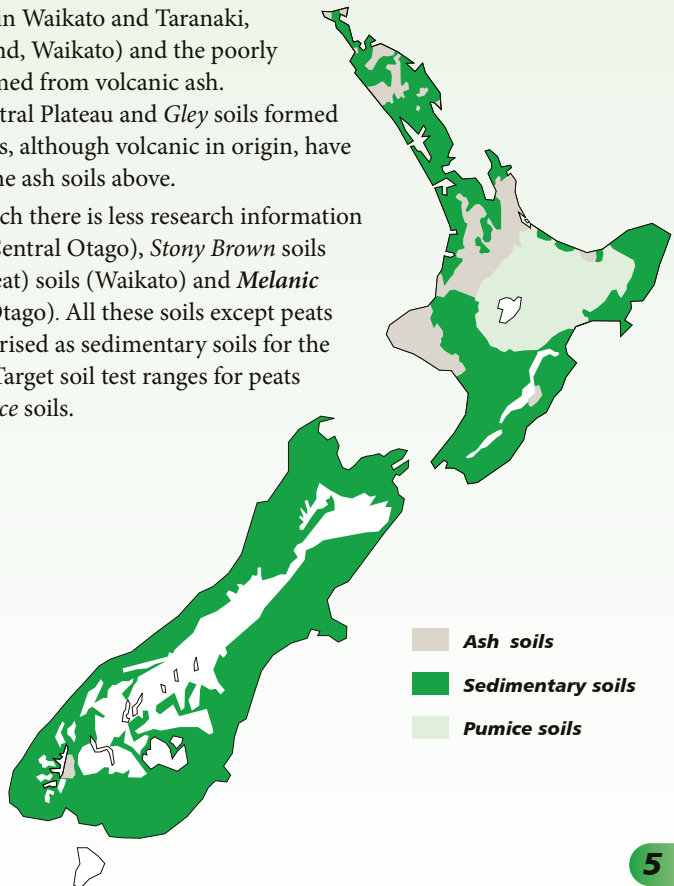 in Waikato and Taranaki,
nd, Waikato) and the poorly
med from volcanic ash.
tral Plateau and Gley soils formed
s, although volcanic in origin, have
ne ash soils above.
ch there is less research information
Central Otago), Stony Brown soils
eat) soils (Waikato) and Melanic
Otago). All these soils except peats
rised as sedimentary soils for the
Target soil test ranges for peats
ce soils.
Ash soils
Sedimentary soils
Pumice soils
5